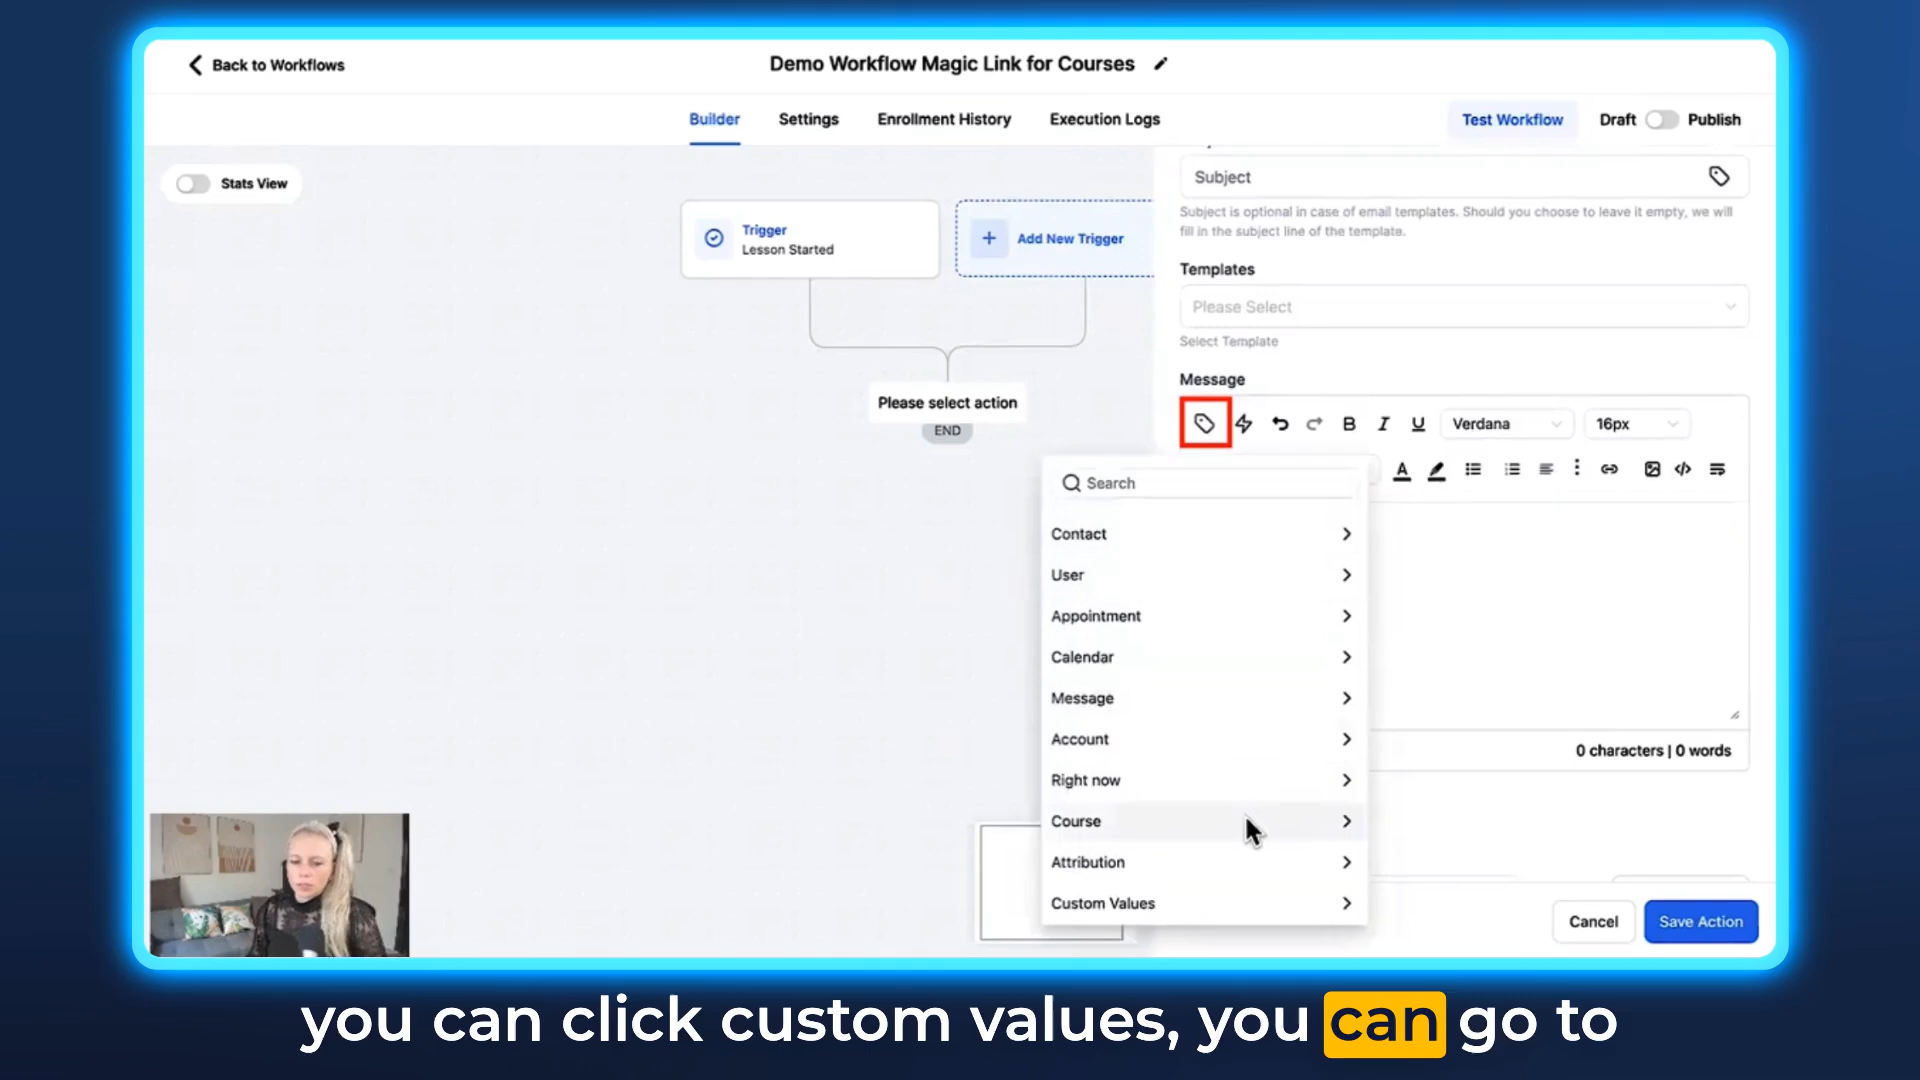 Back to Workflows
Demo Workflow Magic Link for Courses
Builder
Settings
Enrollment History
Execution Logs
Test Workflow
Draft
Publish
Stats View
Trigger
Lesson Started
Add New Trigger
Please select action
END
Subject
Subject is optional in case of email templates. Should you choose to leave it empty, we will
fill in the subject line of the template.
Templates
Please Select
Select Template
Message
B I U
Verdana
16px
A
Search
Contact
User
Appointment
Calendar
Message
Account
Right now
Course
Attribution
Custom Values
0 characters | 0 words
Cancel
Save Action
you can click custom values, you can go to